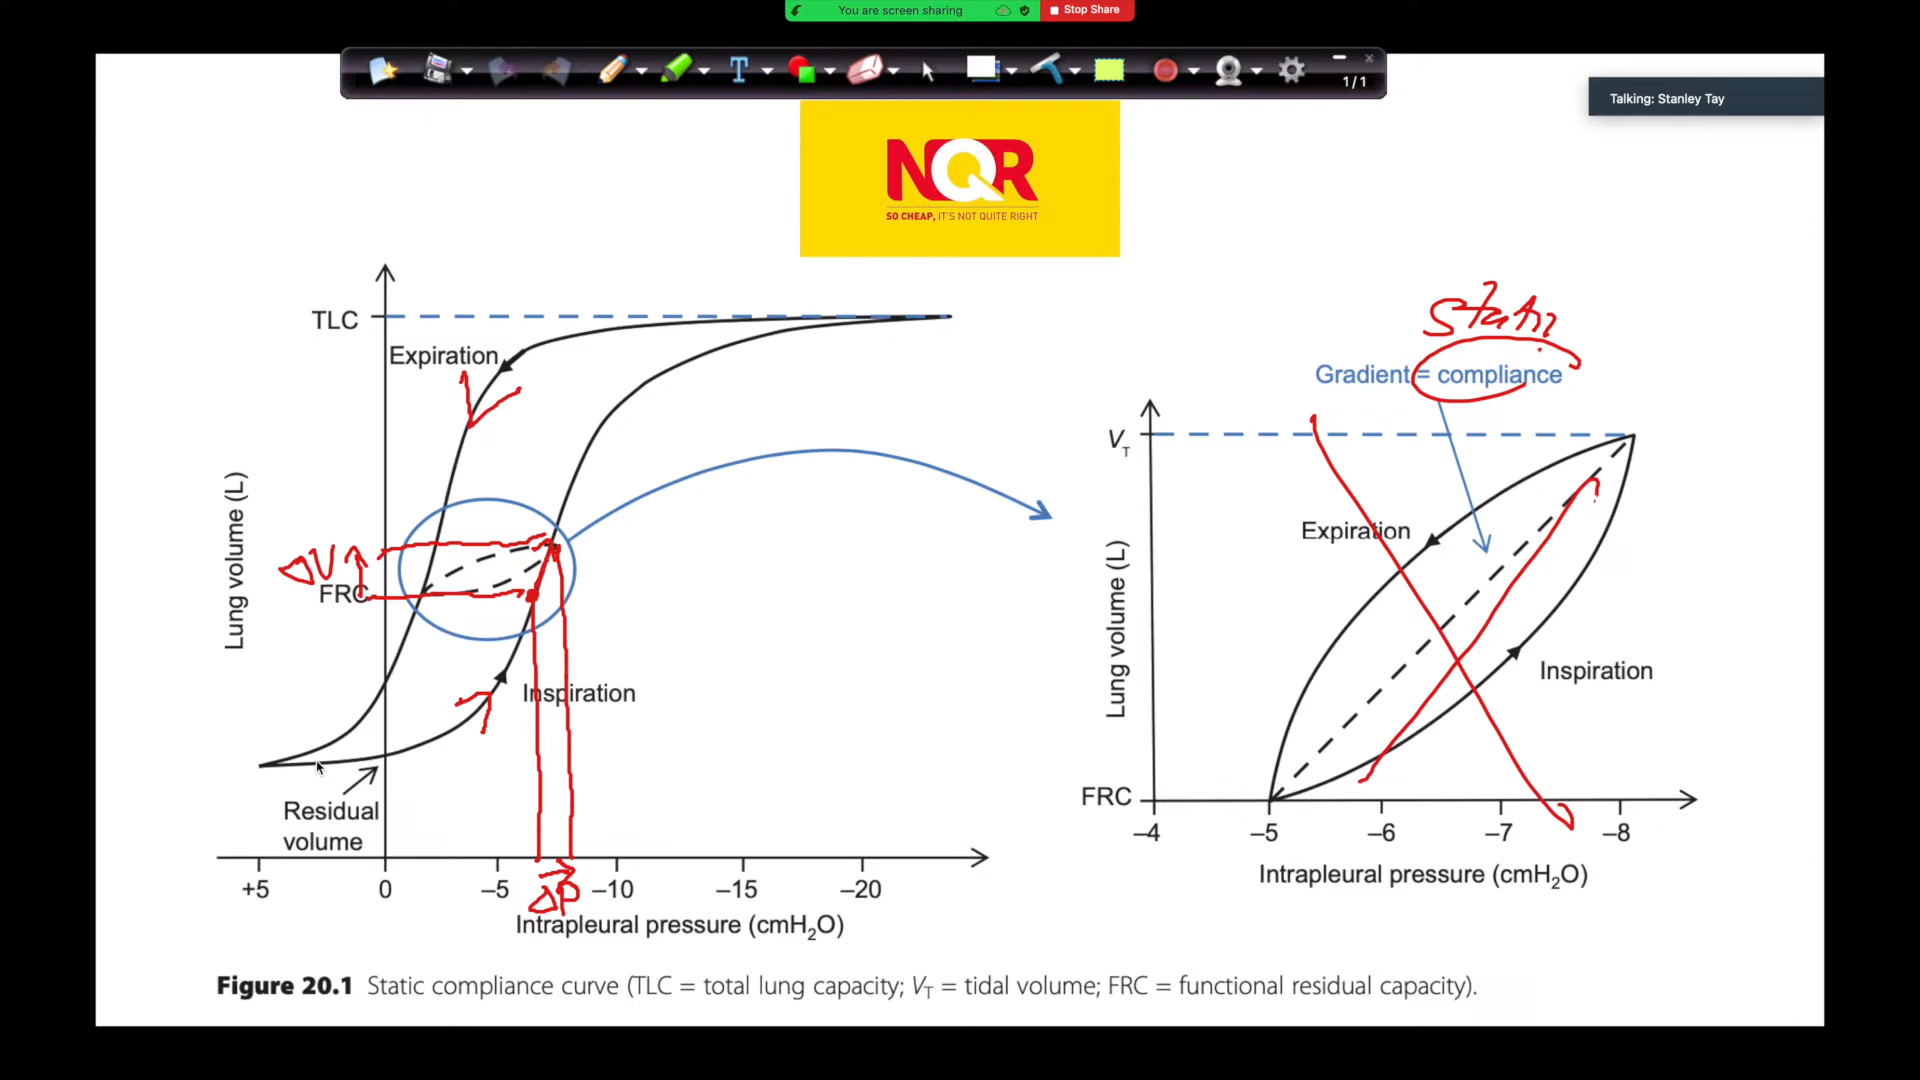 You are screen sharing
Stop Share
T
1/1
Talking: Stanley Tay
NQR
SO CHEAP, IT'S NOT QUITE RIGHT
TLC
Expiration
Lung volume (L)
ΔV
FRC
Inspiration
Residual
volume
+5 0 –5 –10 –15 –20
ΔP
Intrapleural pressure (cmH2O)
Gradient = compliance
VT
Expiration
Lung volume (L)
Inspiration
FRC
–4 –5 –6 –7 –8
Intrapleural pressure (cmH2O)
Figure 20.1 Static compliance curve (TLC = total lung capacity; VT = tidal volume; FRC = functional residual capacity).